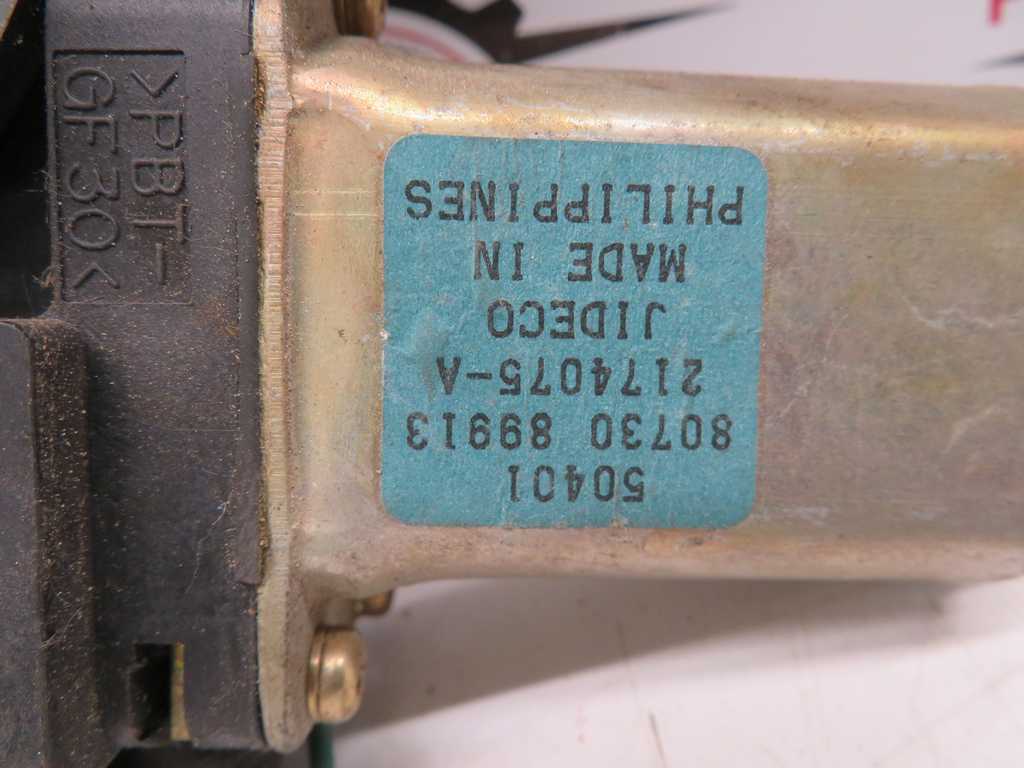 50401
80730 89913
2174075-A
JIDECO
MADE IN
PHILIPPINES
>PBT-
GF30<